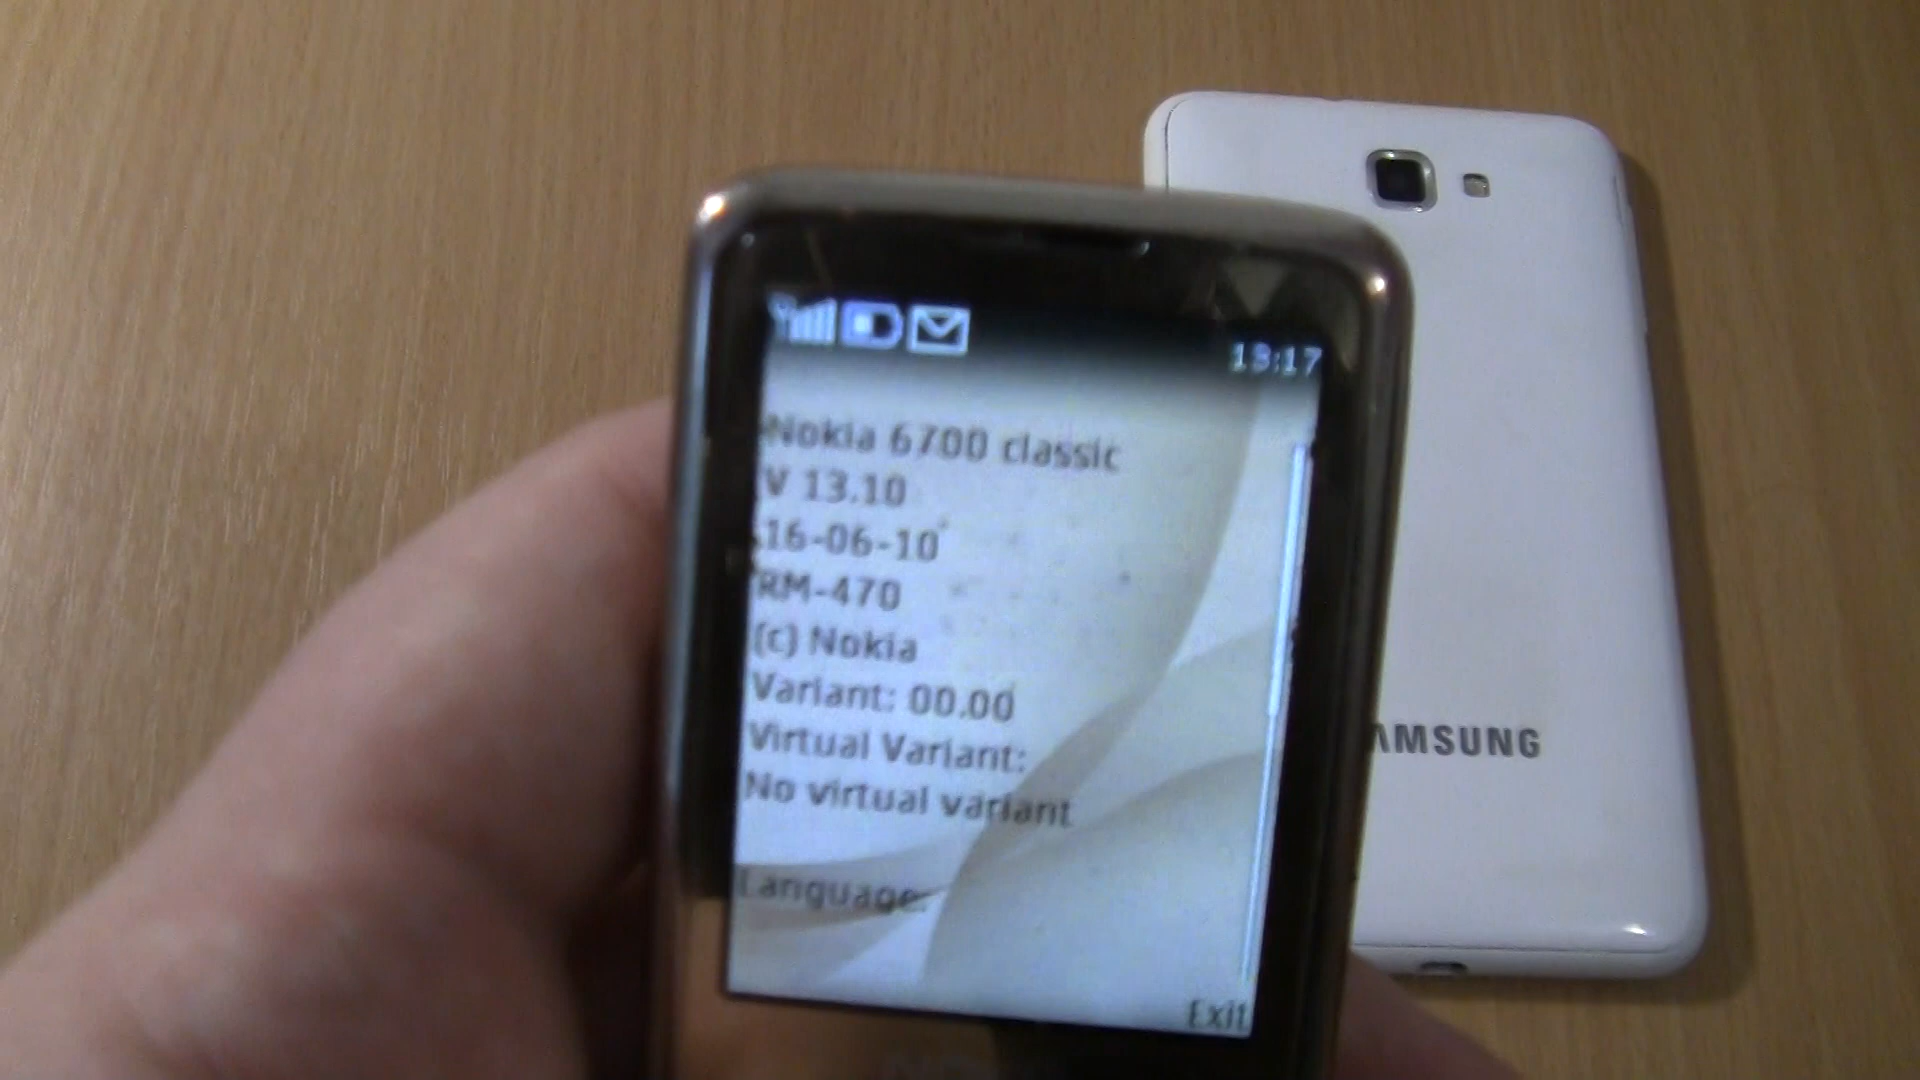 13:17
Nokia 6700 classic
V 13.10
16-06-10
RM-470
(c) Nokia
Variant: 00.00
Virtual Variant:
No virtual variant
Language:
Exit
AMSUNG